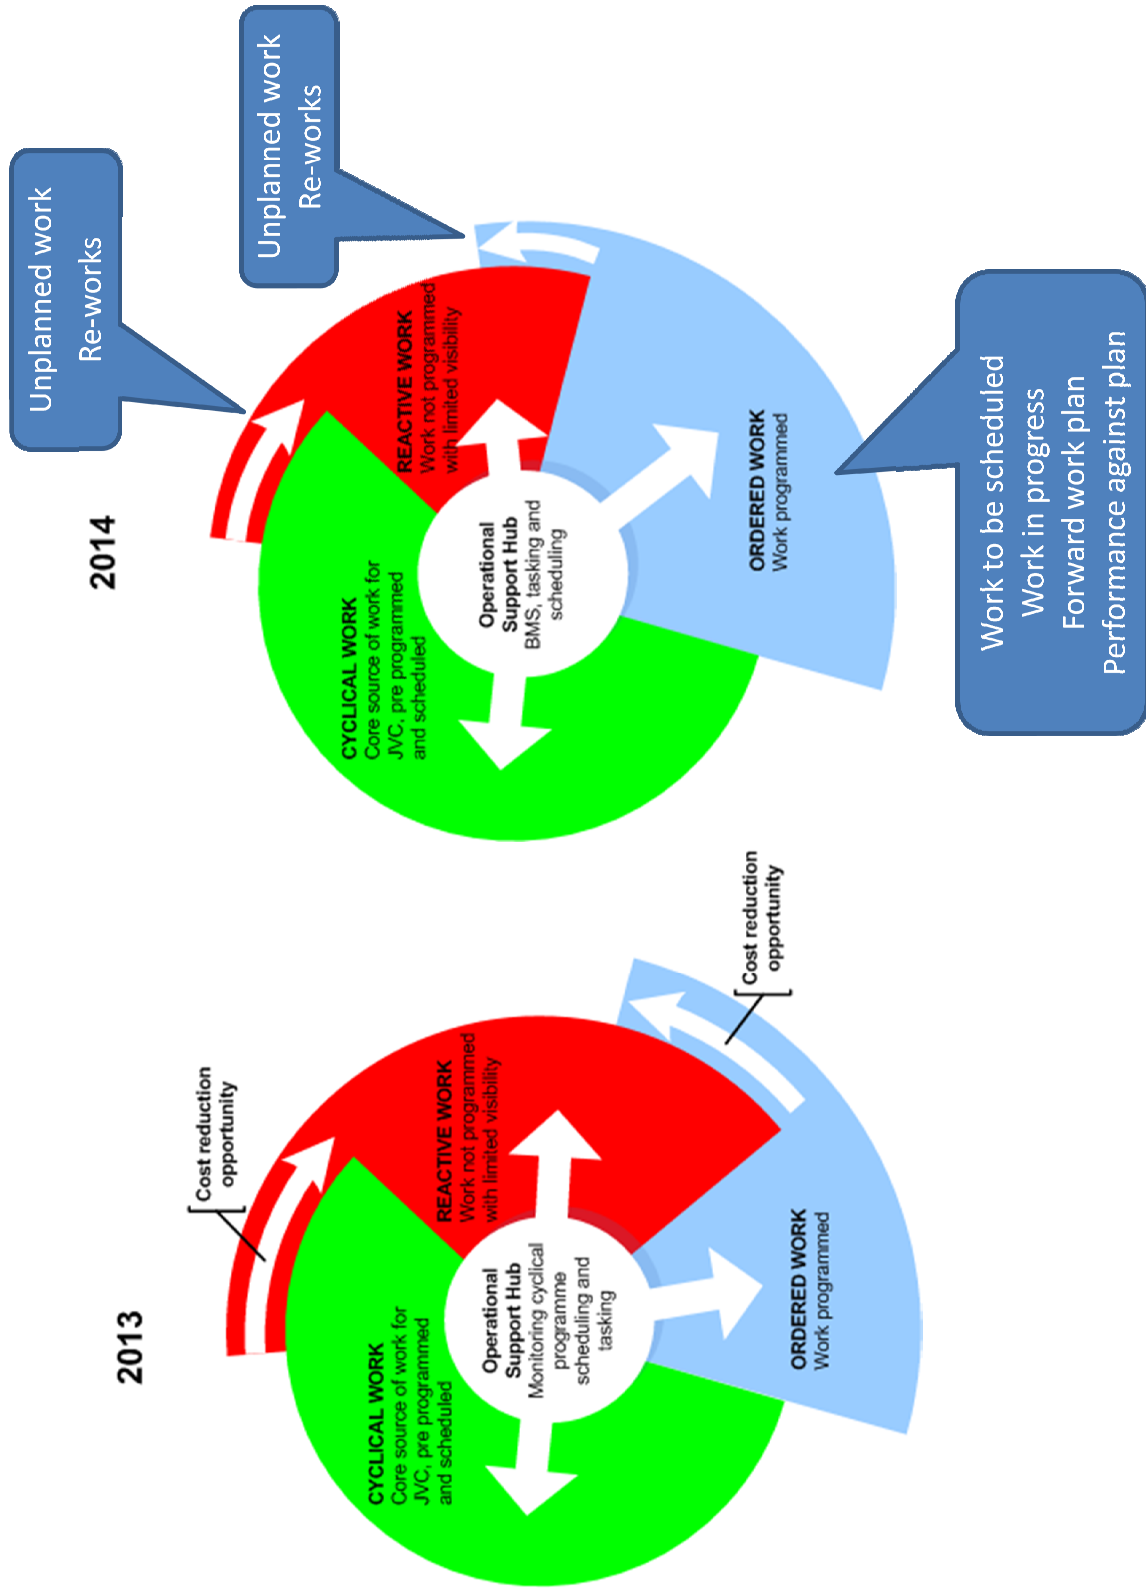 2013
Cost reduction
opportunity
CYCLICAL WORK
Core source of work for
JVC, pre programmed
and scheduled
REACTIVE WORK
Work not programmed
with limited visibility
Operational
Support Hub
Monitoring cyclical
programme
scheduling and
tasking
ORDERED WORK
Work programmed
Cost reduction
opportunity
2014
Unplanned work
Re-works
Unplanned work
Re-works
CYCLICAL WORK
Core source of work for
JVC, pre programmed
and scheduled
REACTIVE WORK
Work not programmed
with limited visibility
Operational
Support Hub
BMS, tasking and
scheduling
ORDERED WORK
Work programmed
Work to be scheduled
Work in progress
Forward work plan
Performance against plan